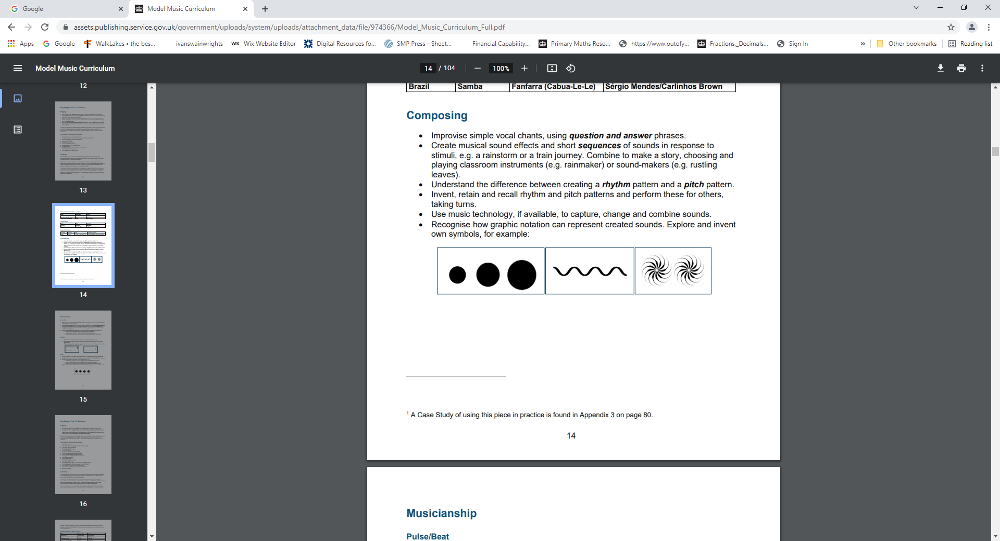 Google
Model Music Curriculum
assets.publishing.service.gov.uk/government/uploads/system/uploads/attachment_data/file/974366/Model_Music_Curriculum_Full.pdf
Apps
Google
WalkLakes • the bes...
ivanswainwrights
WIX Wix Website Editor
Digital Resources fo...
SMP Press - Sheet...
Financial Capability...
Primary Maths Reso...
https://www.outofy...
Fractions,_Decimals...
Sign In
»
Other bookmarks
Reading list
Model Music Curriculum
14 / 104
100%
12
13
14
15
16
Brazil Samba Fanfarra (Cabua-Le-Le) Sérgio Mendes/Carlinhos Brown
Composing
• Improvise simple vocal chants, using question and answer phrases.
• Create musical sound effects and short sequences of sounds in response to
stimuli, e.g. a rainstorm or a train journey. Combine to make a story, choosing and
playing classroom instruments (e.g. rainmaker) or sound-makers (e.g. rustling
leaves).
• Understand the difference between creating a rhythm pattern and a pitch pattern.
• Invent, retain and recall rhythm and pitch patterns and perform these for others,
taking turns.
• Use music technology, if available, to capture, change and combine sounds.
• Recognise how graphic notation can represent created sounds. Explore and invent
own symbols, for example:
1 A Case Study of using this piece in practice is found in Appendix 3 on page 80.
14
Musicianship
Pulse/Beat